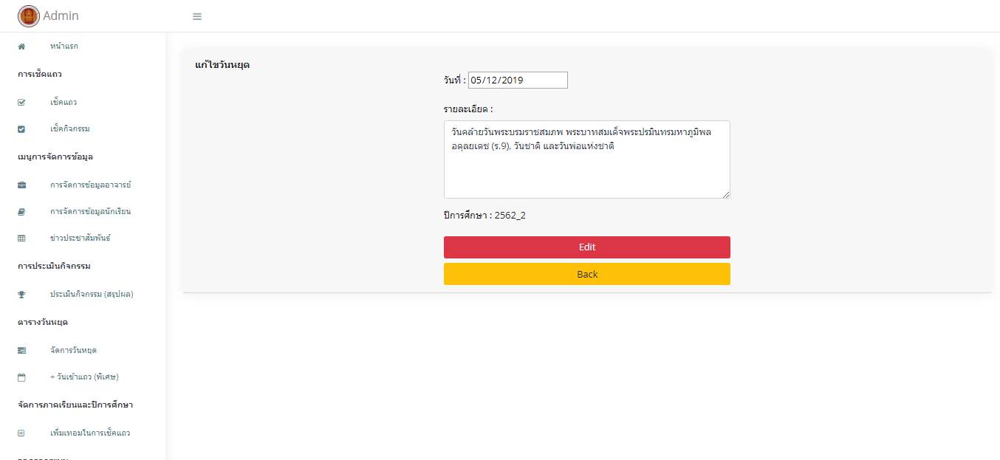 Admin
หน้าแรก
การเช็คแถว
เช็คแถว
เช็คกิจกรรม
เมนูการจัดการข้อมูล
การจัดการข้อมูลอาจารย์
การจัดการข้อมูลนักเรียน
ข่าวประชาสัมพันธ์
การประเมินกิจกรรม
ประเมินกิจกรรม (สรุปผล)
ตารางวันหยุด
จัดการวันหยุด
+ วันเข้าแถว (พิเศษ)
จัดการภาคเรียนและปีการศึกษา
เพิ่มเทอมในการเช็คแถว
แก้ไขวันหยุด
วันที่ : 05/12/2019
รายละเอียด :
วันคล้ายวันพระบรมราชสมภพ พระบาทสมเด็จพระปรมินทรมหาภูมิพล
อดุลยเดช (ร.9), วันชาติ และวันพ่อแห่งชาติ
ปีการศึกษา : 2562_2
Edit
Back